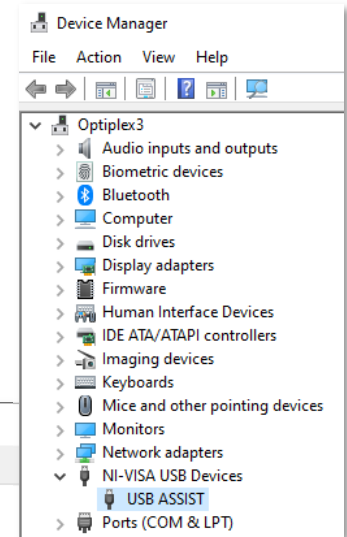 Device Manager
File Action View Help
Optiplex3
Audio inputs and outputs
Biometric devices
Bluetooth
Computer
Disk drives
Display adapters
Firmware
Human Interface Devices
IDE ATA/ATAPI controllers
Imaging devices
Keyboards
Mice and other pointing devices
Monitors
Network adapters
NI-VISA USB Devices
USB ASSIST
Ports (COM & LPT)